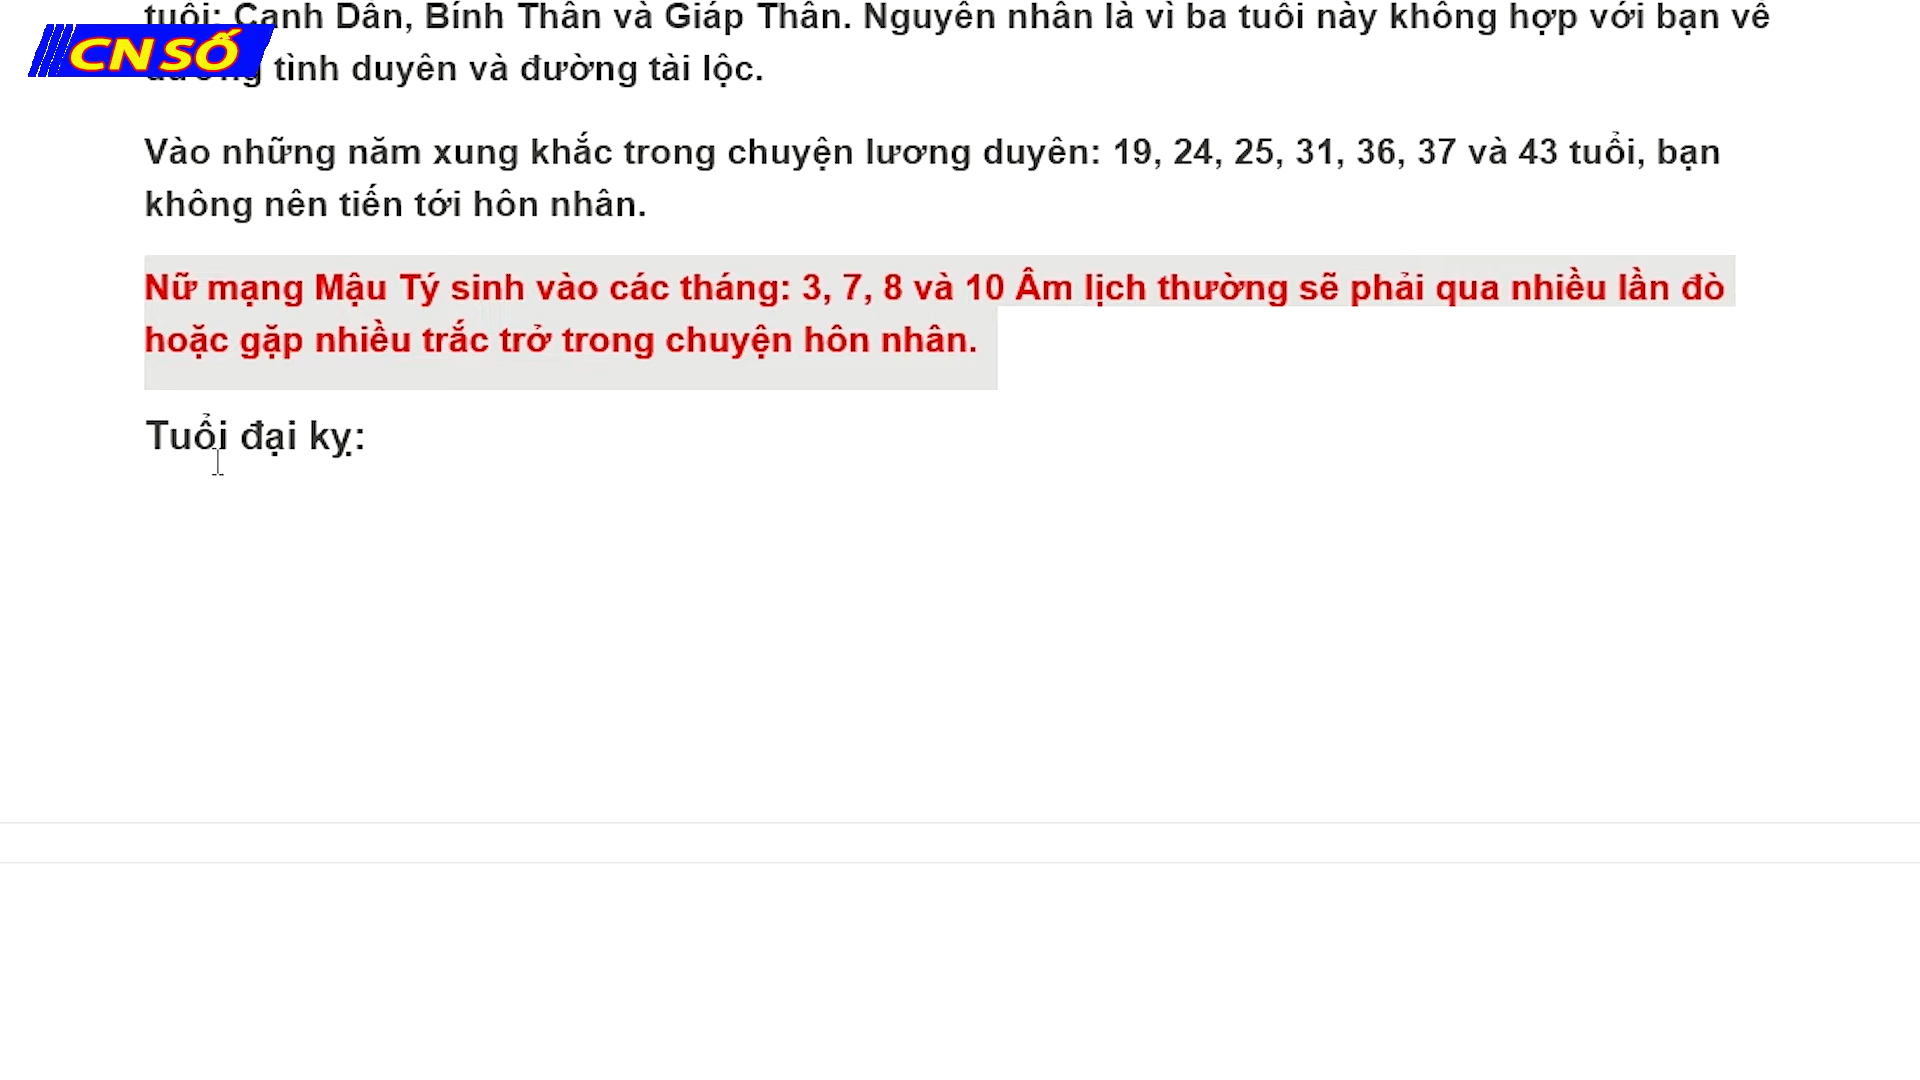 tuổi: Canh Dần, Bính Thân và Giáp Thân. Nguyên nhân là vì ba tuổi này không hợp với bạn về
CN SỐ
tình duyên và đường tài lộc.
Vào những năm xung khắc trong chuyện lương duyên: 19, 24, 25, 31, 36, 37 và 43 tuổi, bạn
không nên tiến tới hôn nhân.
Nữ mạng Mậu Tý sinh vào các tháng: 3, 7, 8 và 10 Âm lịch thường sẽ phải qua nhiều lần đò
hoặc gặp nhiều trắc trở trong chuyện hôn nhân.
Tuổi đại kỵ: